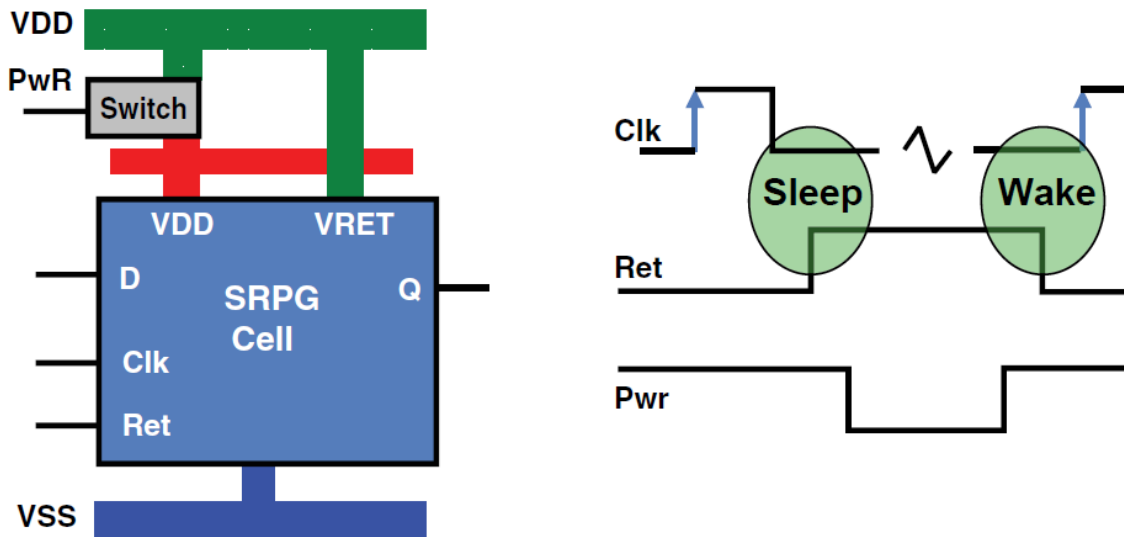 VDD
PwR
Switch
VDD VRET
D
Q
SRPG
Cell
Clk
Ret
VSS
Clk
Sleep Wake
Ret
Pwr